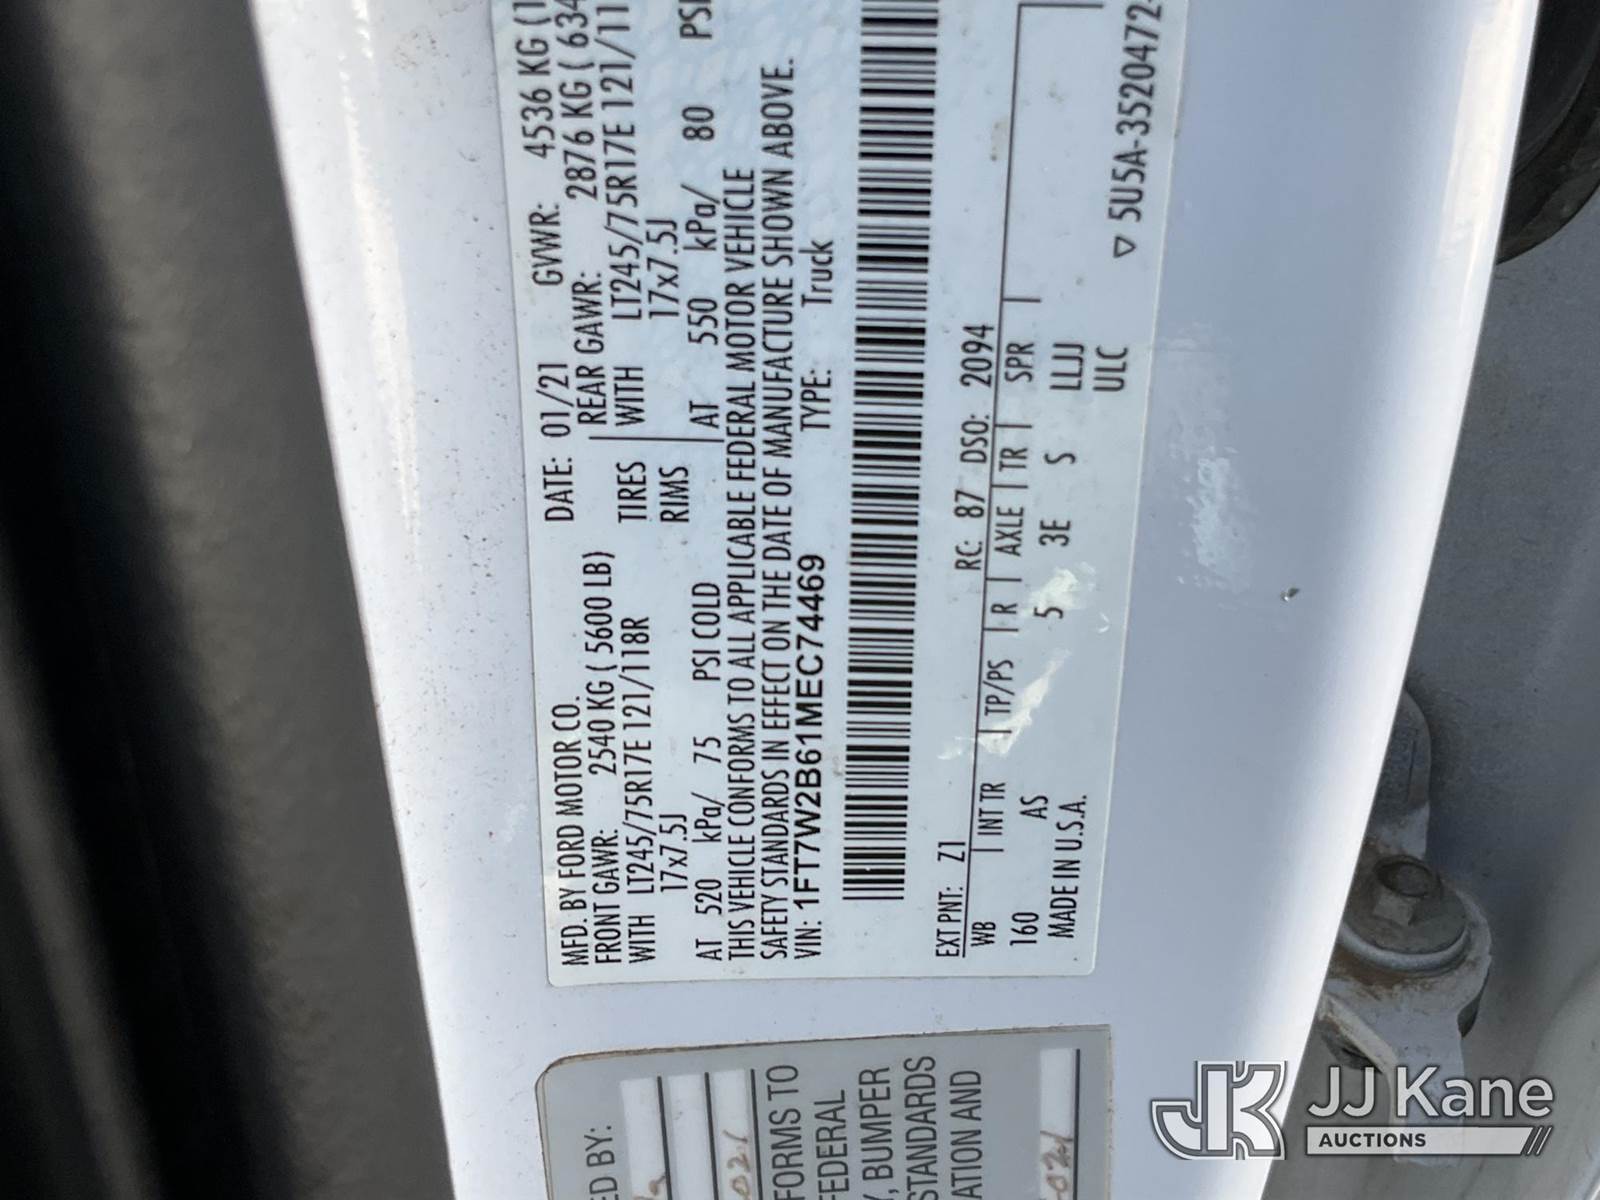 MFD. BY FORD MOTOR CO. DATE: 01/21 GVWR: 4536 KG
FRONT GAWR: 2540 KG ( 5600 LB) REAR GAWR: 2876 KG (
WITH LT245/75R17E 121/118R TIRES WITH LT245/75R17E
17x7.5J RIMS 17x7.5J
AT 520 kPa/ 75 PSI COLD AT 550 kPa/ 80 PSI
THIS VEHICLE CONFORMS TO ALL APPLICABLE FEDERAL MOTOR VEHICLE
SAFETY STANDARDS IN EFFECT ON THE DATE OF MANUFACTURE SHOWN ABOVE.
VIN: 1FT7W2B61MEC74469 TYPE: Truck
EXT PNT: Z1 RC: 87 DSO: 2094
WB INT TR TP/PS R AXLE TR SPR
160 AS 5 3E S LLJJ
MADE IN U.S.A. ULC
▽ 5U5A-3520472-
ED BY:
FORMS TO
FEDERAL
, BUMPER
STANDARDS
ATION AND
JJ Kane
AUCTIONS